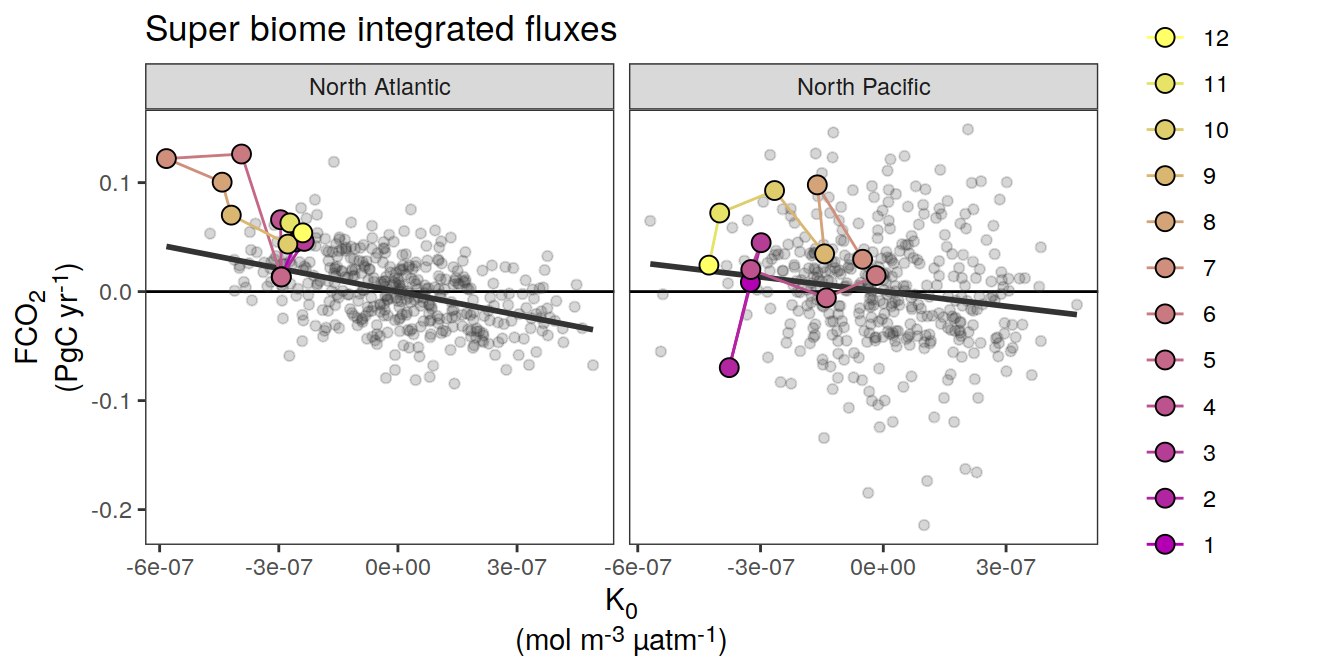 Super biome integrated fluxes
North Atlantic
North Pacific
0.1
0.0
-0.1
-0.2
FCO₂
(PgC yr⁻¹)
-6e-07 -3e-07 0e+00 3e-07
-6e-07 -3e-07 0e+00 3e-07
K₀
(mol m⁻³ µatm⁻¹)
12
11
10
9
8
7
6
5
4
3
2
1